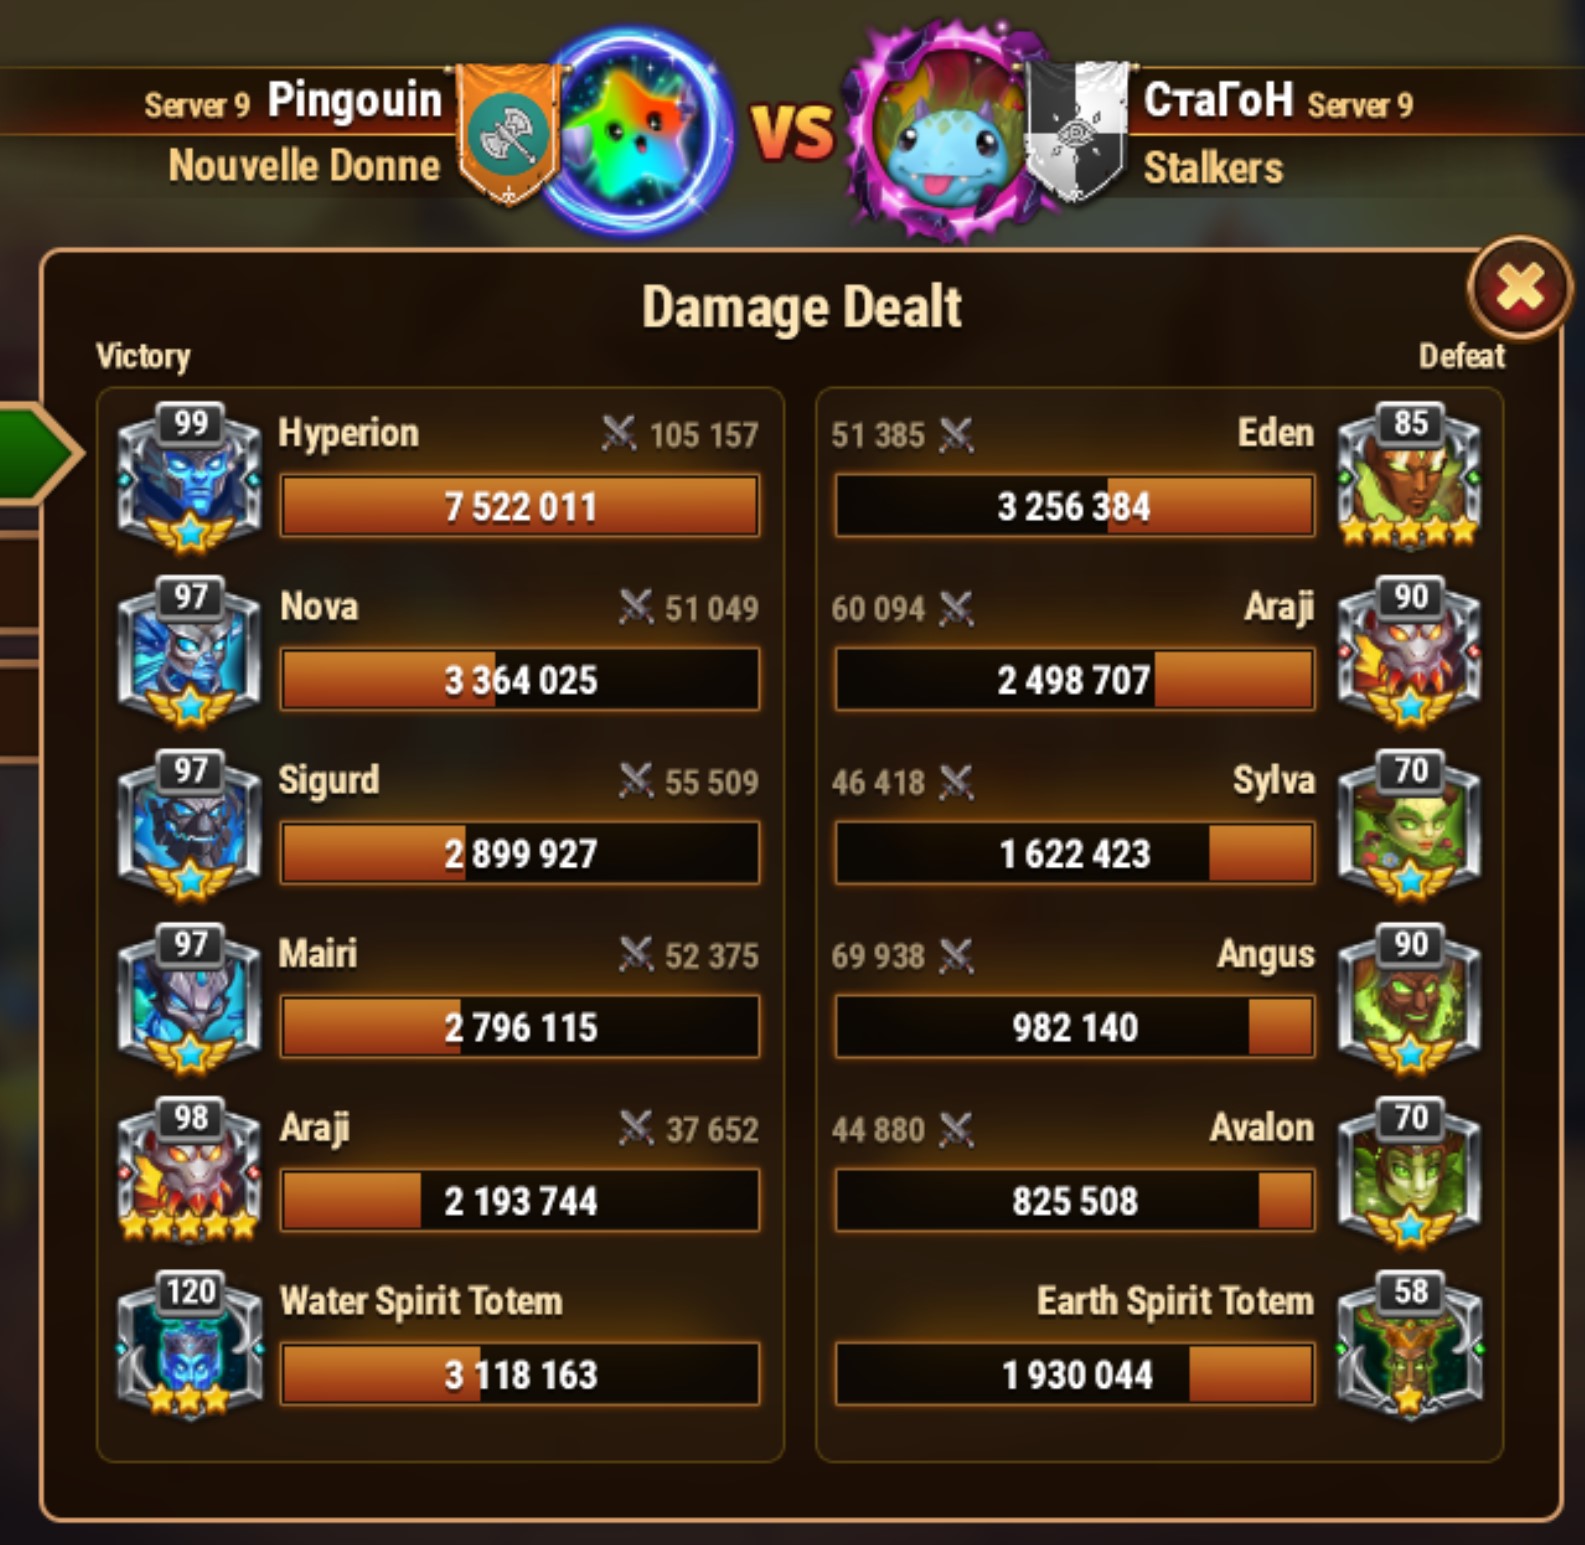 Server 9 Pingouin
Nouvelle Donne
VS
СтаГоН Server 9
Stalkers
Damage Dealt
Victory
Defeat
99 Hyperion 105 157
7 522 011
51 385 Eden 85
3 256 384
97 Nova 51 049
3 364 025
60 094 Araji 90
2 498 707
97 Sigurd 55 509
2 899 927
46 418 Sylva 70
1 622 423
97 Mairi 52 375
2 796 115
69 938 Angus 90
982 140
98 Araji 37 652
2 193 744
44 880 Avalon 70
825 508
120 Water Spirit Totem
3 118 163
Earth Spirit Totem 58
1 930 044